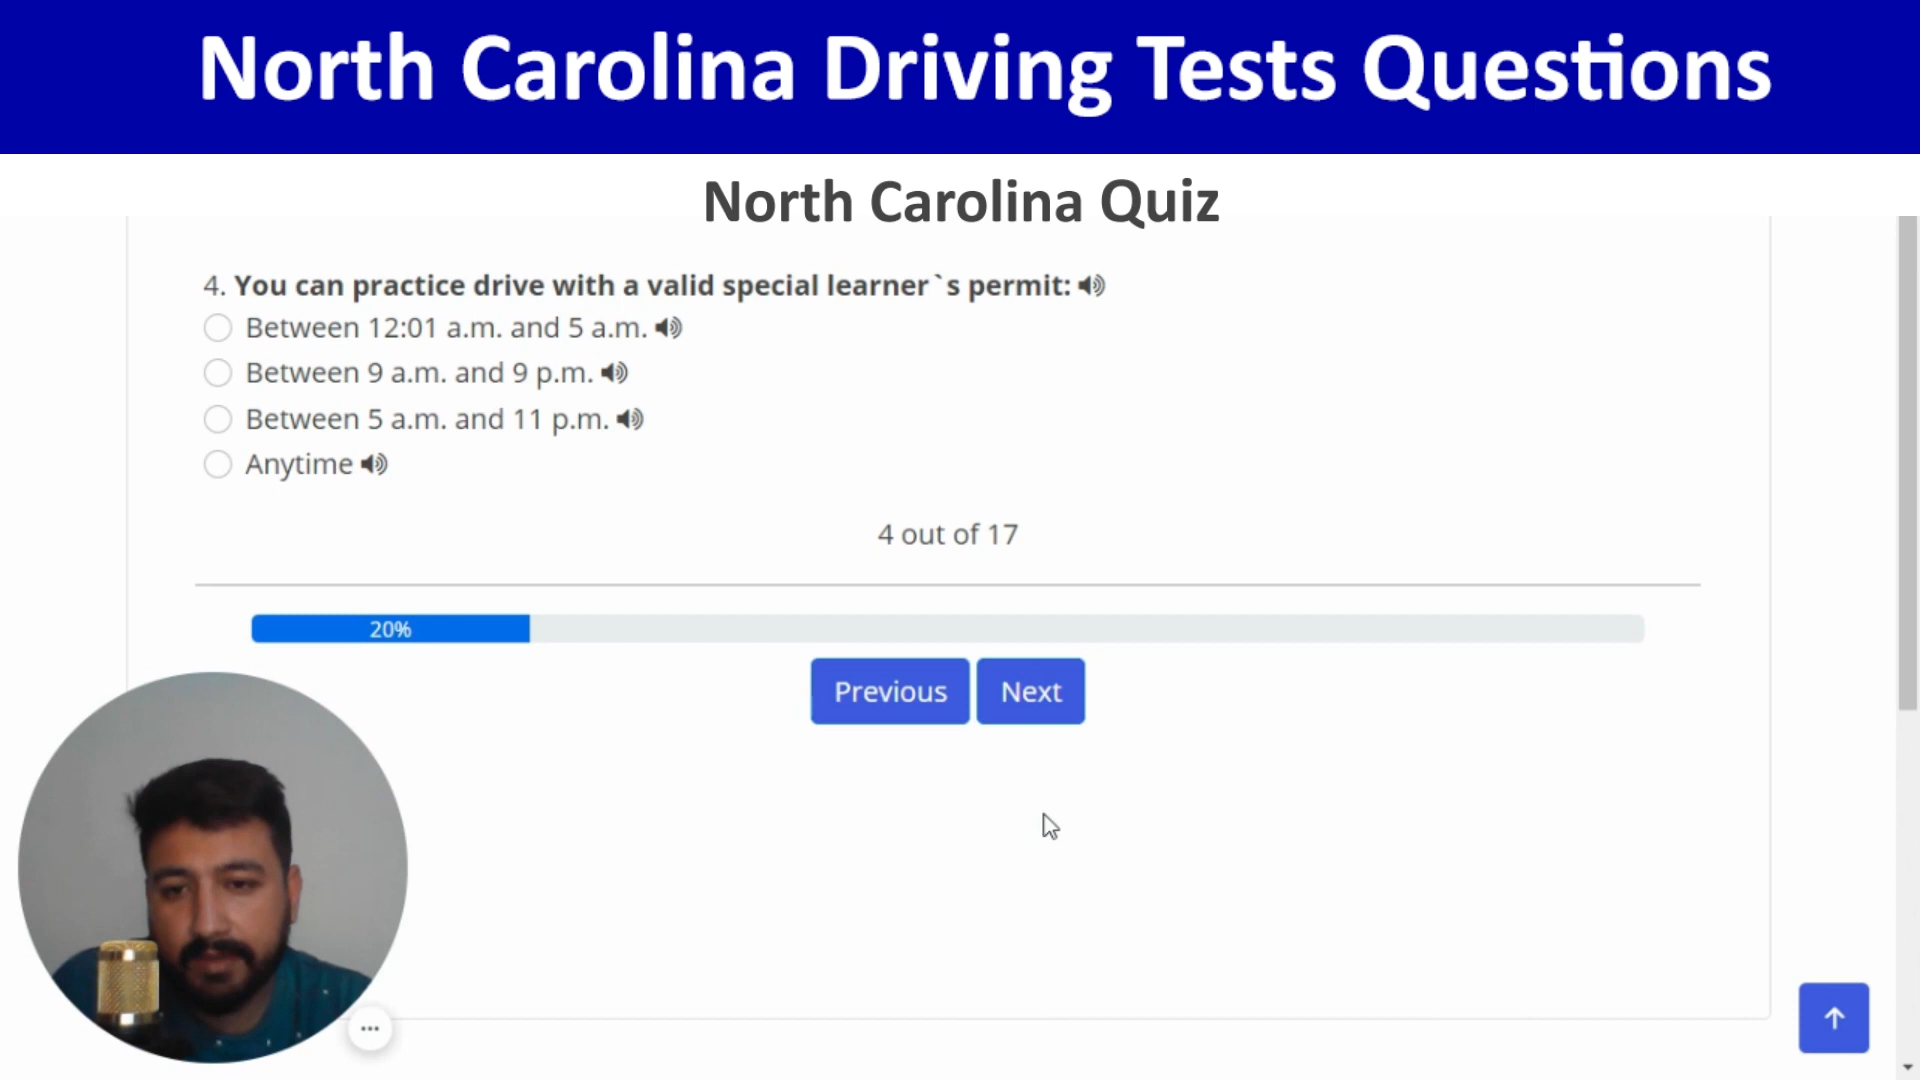 North Carolina Driving Tests Questions
North Carolina Quiz
4. You can practice drive with a valid special learner`s permit:
Between 12:01 a.m. and 5 a.m.
Between 9 a.m. and 9 p.m.
Between 5 a.m. and 11 p.m.
Anytime
4 out of 17
20%
Previous
Next